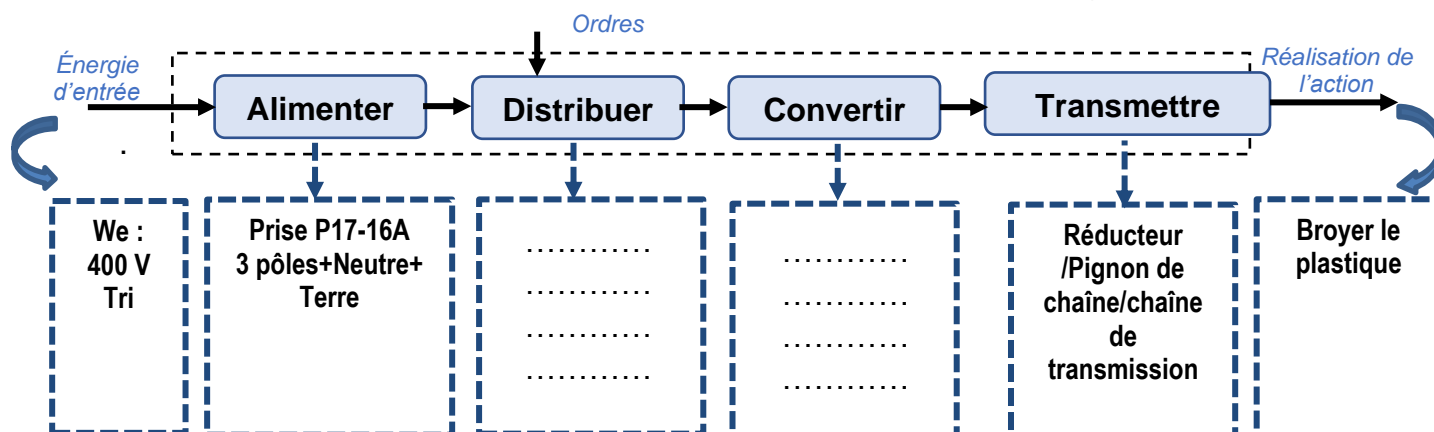 Ordres
Énergie
d'entrée
Réalisation de
l'action
Alimenter
Distribuer
Convertir
Transmettre
.
We :
400 V
Tri
Prise P17-16A
3 pôles+Neutre+
Terre
…………
…………
…………
…………
…………
…………
…………
…………
Réducteur
/Pignon de
chaîne/chaîne
de
transmission
Broyer le
plastique